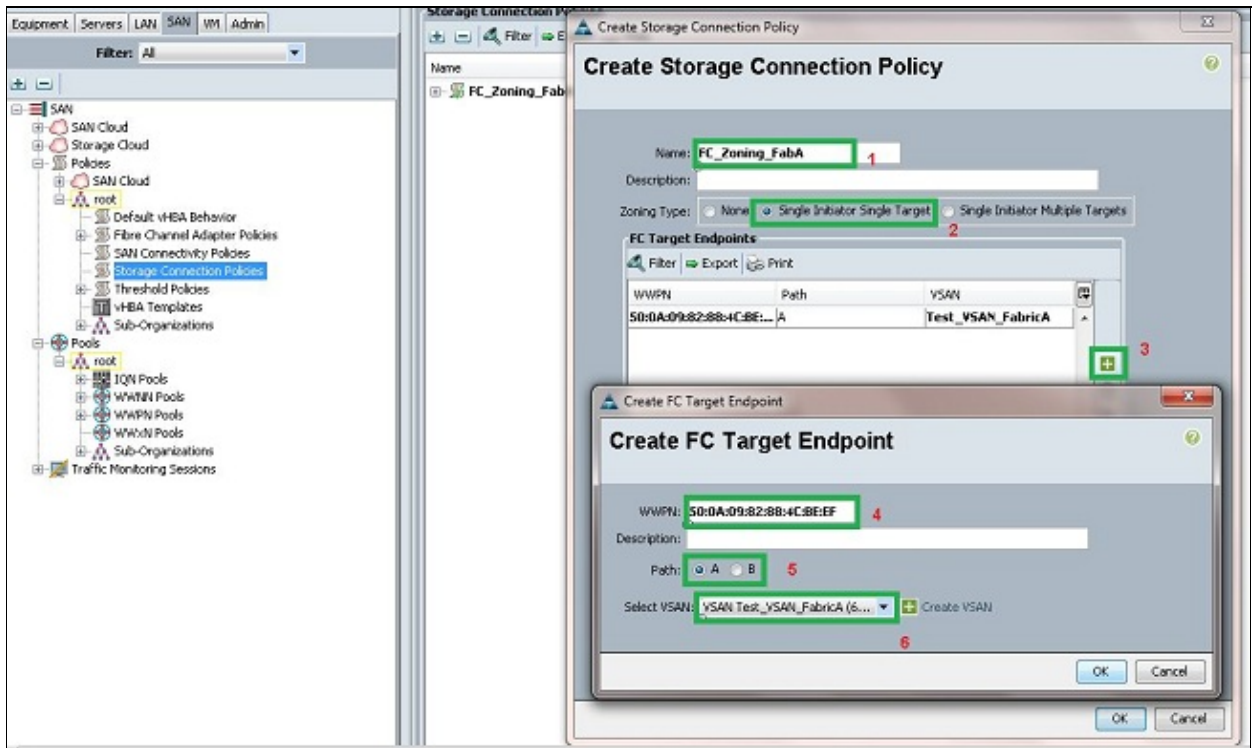 Equipment Servers LAN SAN VM Admin
Filter: All
SAN
SAN Cloud
Storage Cloud
Policies
SAN Cloud
root
Default vHBA Behavior
Fibre Channel Adapter Policies
SAN Connectivity Policies
Storage Connection Policies
Threshold Policies
vHBA Templates
Sub-Organizations
Pools
root
IQN Pools
WWNN Pools
WWPN Pools
WWxN Pools
Sub-Organizations
Traffic Monitoring Sessions
Storage Connection
Filter
Name
FC_Zoning_Fab
Create Storage Connection Policy
Create Storage Connection Policy
Name: FC_Zoning_FabA 1
Description:
Zoning Type: None Single Initiator Single Target Single Initiator Multiple Targets
2
FC Target Endpoints
Filter Export Print
WWPN Path VSAN
50:0A:09:82:88:4C:BE:... A Test_VSAN_FabricA
3
Create FC Target Endpoint
Create FC Target Endpoint
WWPN: 50:0A:09:82:88:4C:BE:EF 4
Description:
Path: A B 5
Select VSAN: VSAN Test_VSAN_FabricA (6... Create VSAN
6
OK Cancel
OK Cancel